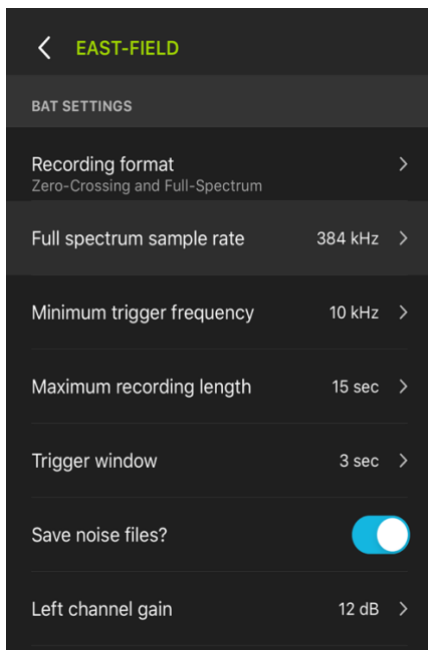 EAST-FIELD
BAT SETTINGS
Recording format
Zero-Crossing and Full-Spectrum
Full spectrum sample rate 384 kHz
Minimum trigger frequency 10 kHz
Maximum recording length 15 sec
Trigger window 3 sec
Save noise files?
Left channel gain 12 dB